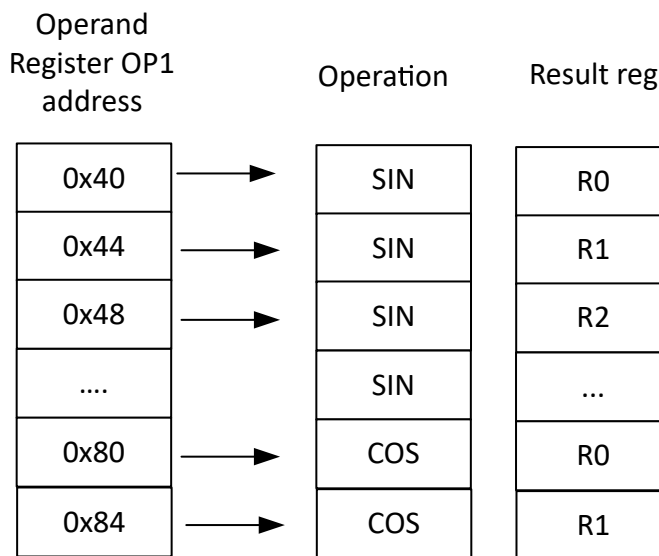 Operand
Register OP1
address
Operation
Result reg
0x40
SIN
R0
0x44
SIN
R1
0x48
SIN
R2
....
SIN
...
0x80
COS
R0
0x84
COS
R1